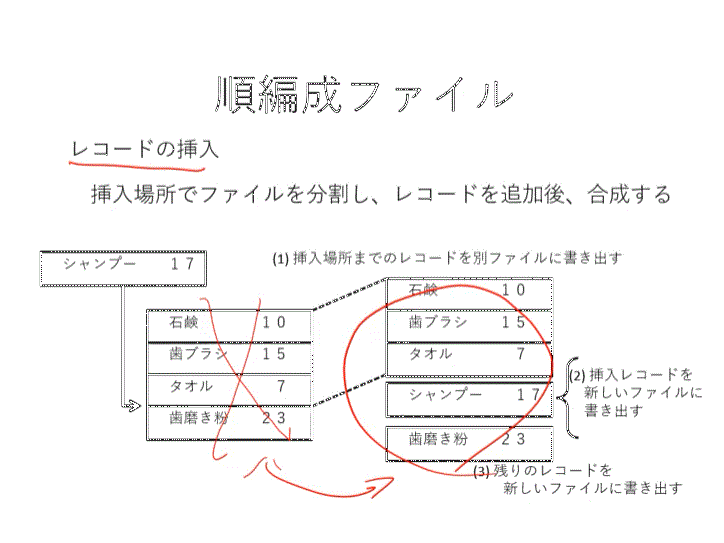 順編成ファイル
レコードの挿入
挿入場所でファイルを分割し、レコードを追加後、合成する
シャンプー 17
(1) 挿入場所までのレコードを別ファイルに書き出す
石鹸 10
歯ブラシ 15
タオル 7
歯磨き粉 23
石鹸 10
歯ブラシ 15
タオル 7
シャンプー 17
歯磨き粉 23
(2) 挿入レコードを
新しいファイルに
書き出す
(3) 残りのレコードを
新しいファイルに書き出す